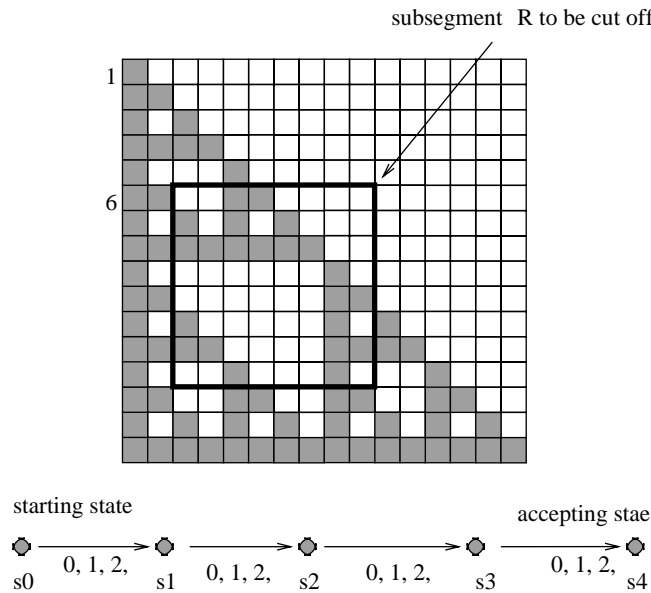 subsegment R to be cut off
1
6
starting state
accepting stae
0, 1, 2, 0, 1, 2, 0, 1, 2, 0, 1, 2,
s0 s1 s2 s3 s4